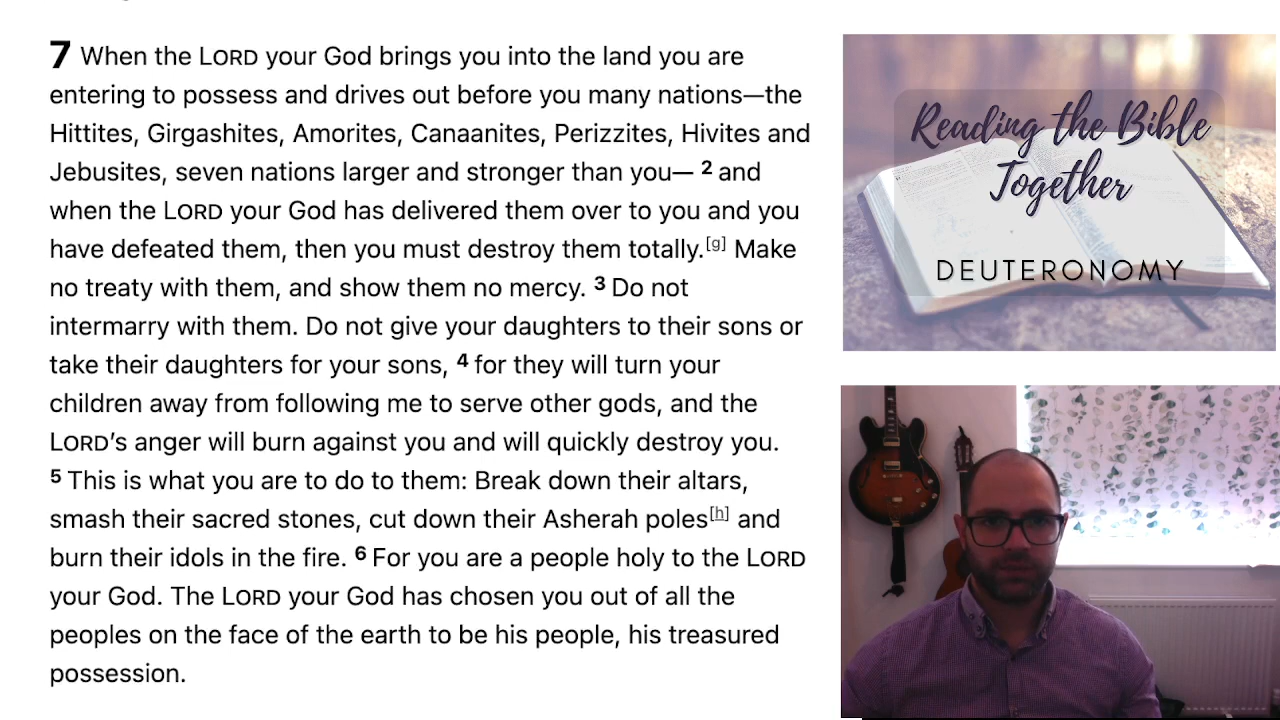 7 When the LORD your God brings you into the land you are
entering to possess and drives out before you many nations—the
Hittites, Girgashites, Amorites, Canaanites, Perizzites, Hivites and
Jebusites, seven nations larger and stronger than you— 2 and
when the LORD your God has delivered them over to you and you
have defeated them, then you must destroy them totally.[g] Make
no treaty with them, and show them no mercy. 3 Do not
intermarry with them. Do not give your daughters to their sons or
take their daughters for your sons, 4 for they will turn your
children away from following me to serve other gods, and the
LORD’s anger will burn against you and will quickly destroy you.
5 This is what you are to do to them: Break down their altars,
smash their sacred stones, cut down their Asherah poles[h] and
burn their idols in the fire. 6 For you are a people holy to the LORD
your God. The LORD your God has chosen you out of all the
peoples on the face of the earth to be his people, his treasured
possession.
Reading the Bible
Together
DEUTERONOMY